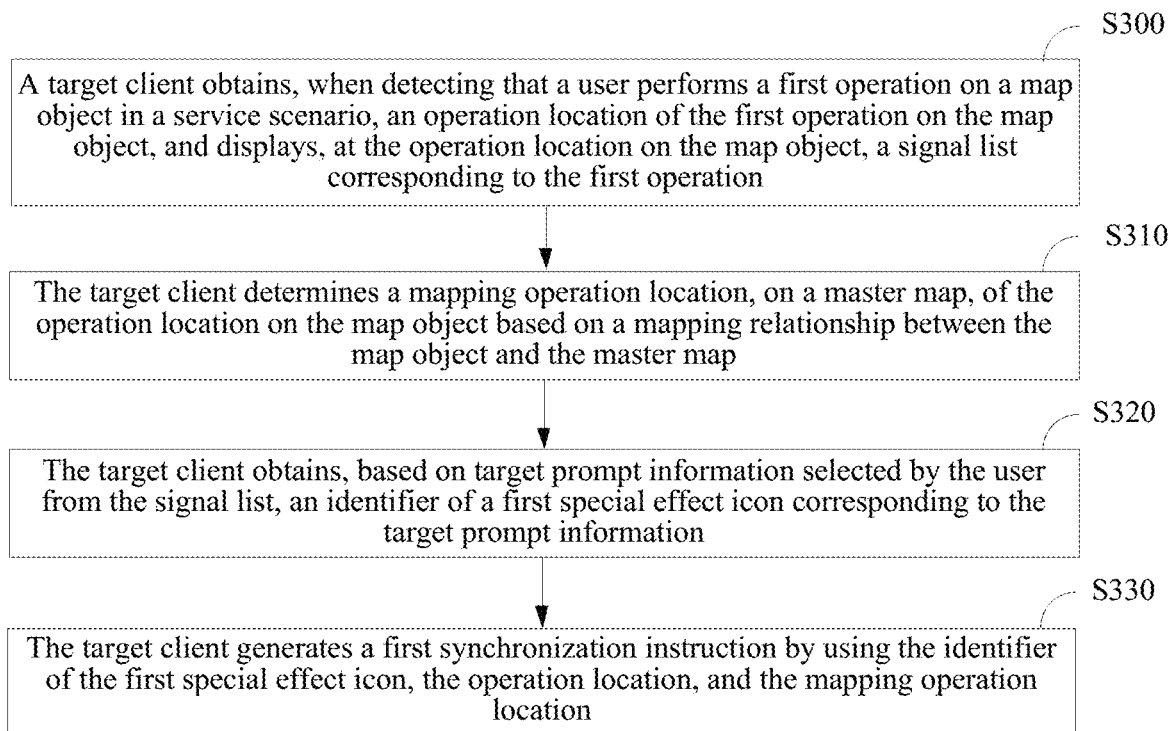 S300
A target client obtains, when detecting that a user performs a first operation on a map
object in a service scenario, an operation location of the first operation on the map
object, and displays, at the operation location on the map object, a signal list
corresponding to the first operation
S310
The target client determines a mapping operation location, on a master map, of the
operation location on the map object based on a mapping relationship between the
map object and the master map
S320
The target client obtains, based on target prompt information selected by the user
from the signal list, an identifier of a first special effect icon corresponding to the
target prompt information
S330
The target client generates a first synchronization instruction by using the identifier
of the first special effect icon, the operation location, and the mapping operation
location